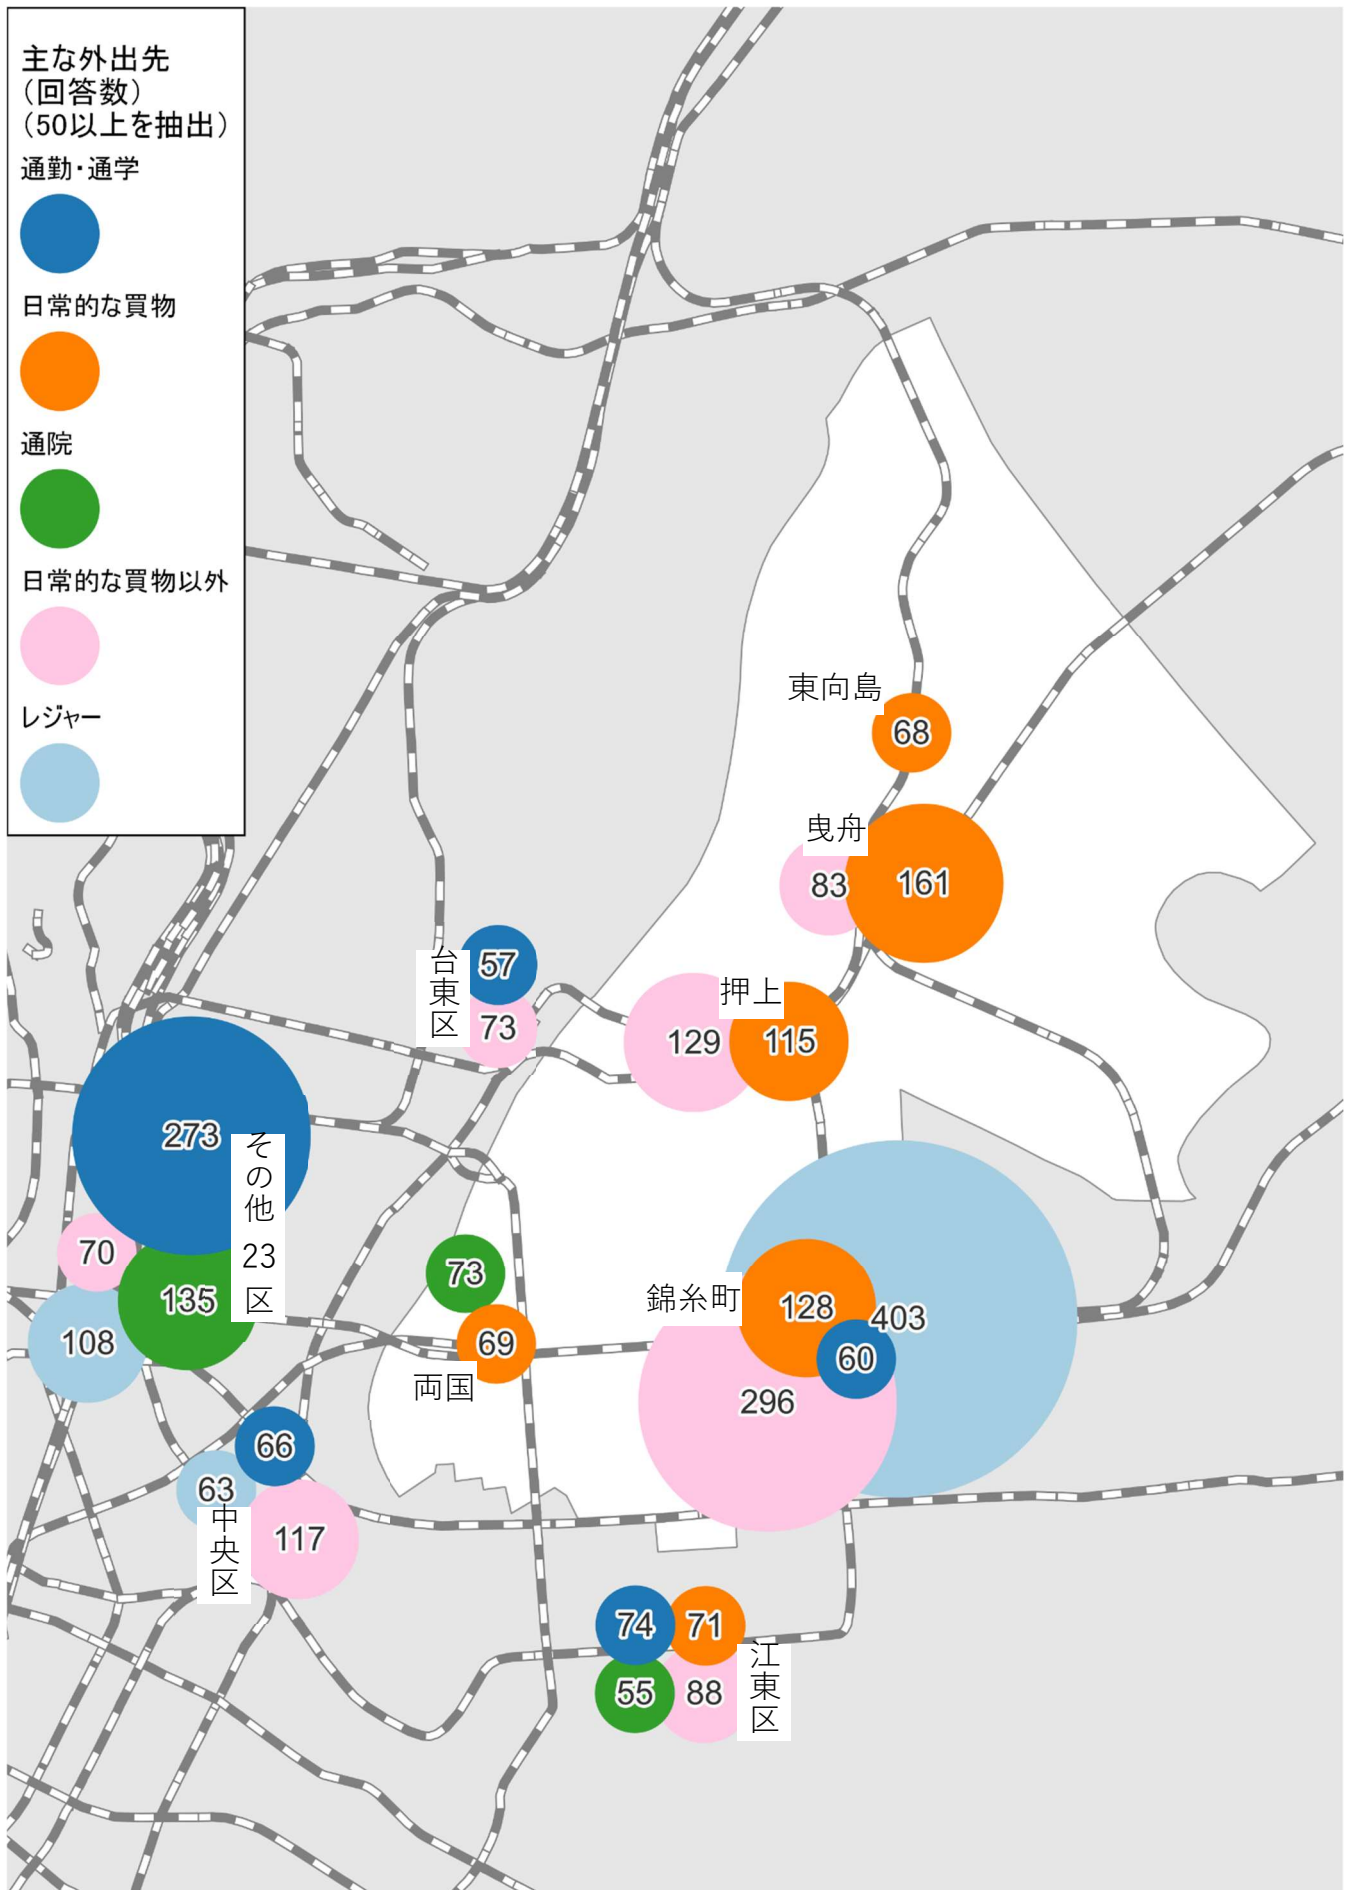 主な外出先
（回答数）
（50以上を抽出）
通勤・通学
日常的な買物
通院
日常的な買物以外
レジャー
東向島
68
曳舟
83
161
台東区
57
73
押上
129
115
273
その他23区
70
135
108
73
69
両国
錦糸町
128
403
60
296
66
63
中央区
117
74
71
55
88
江東区